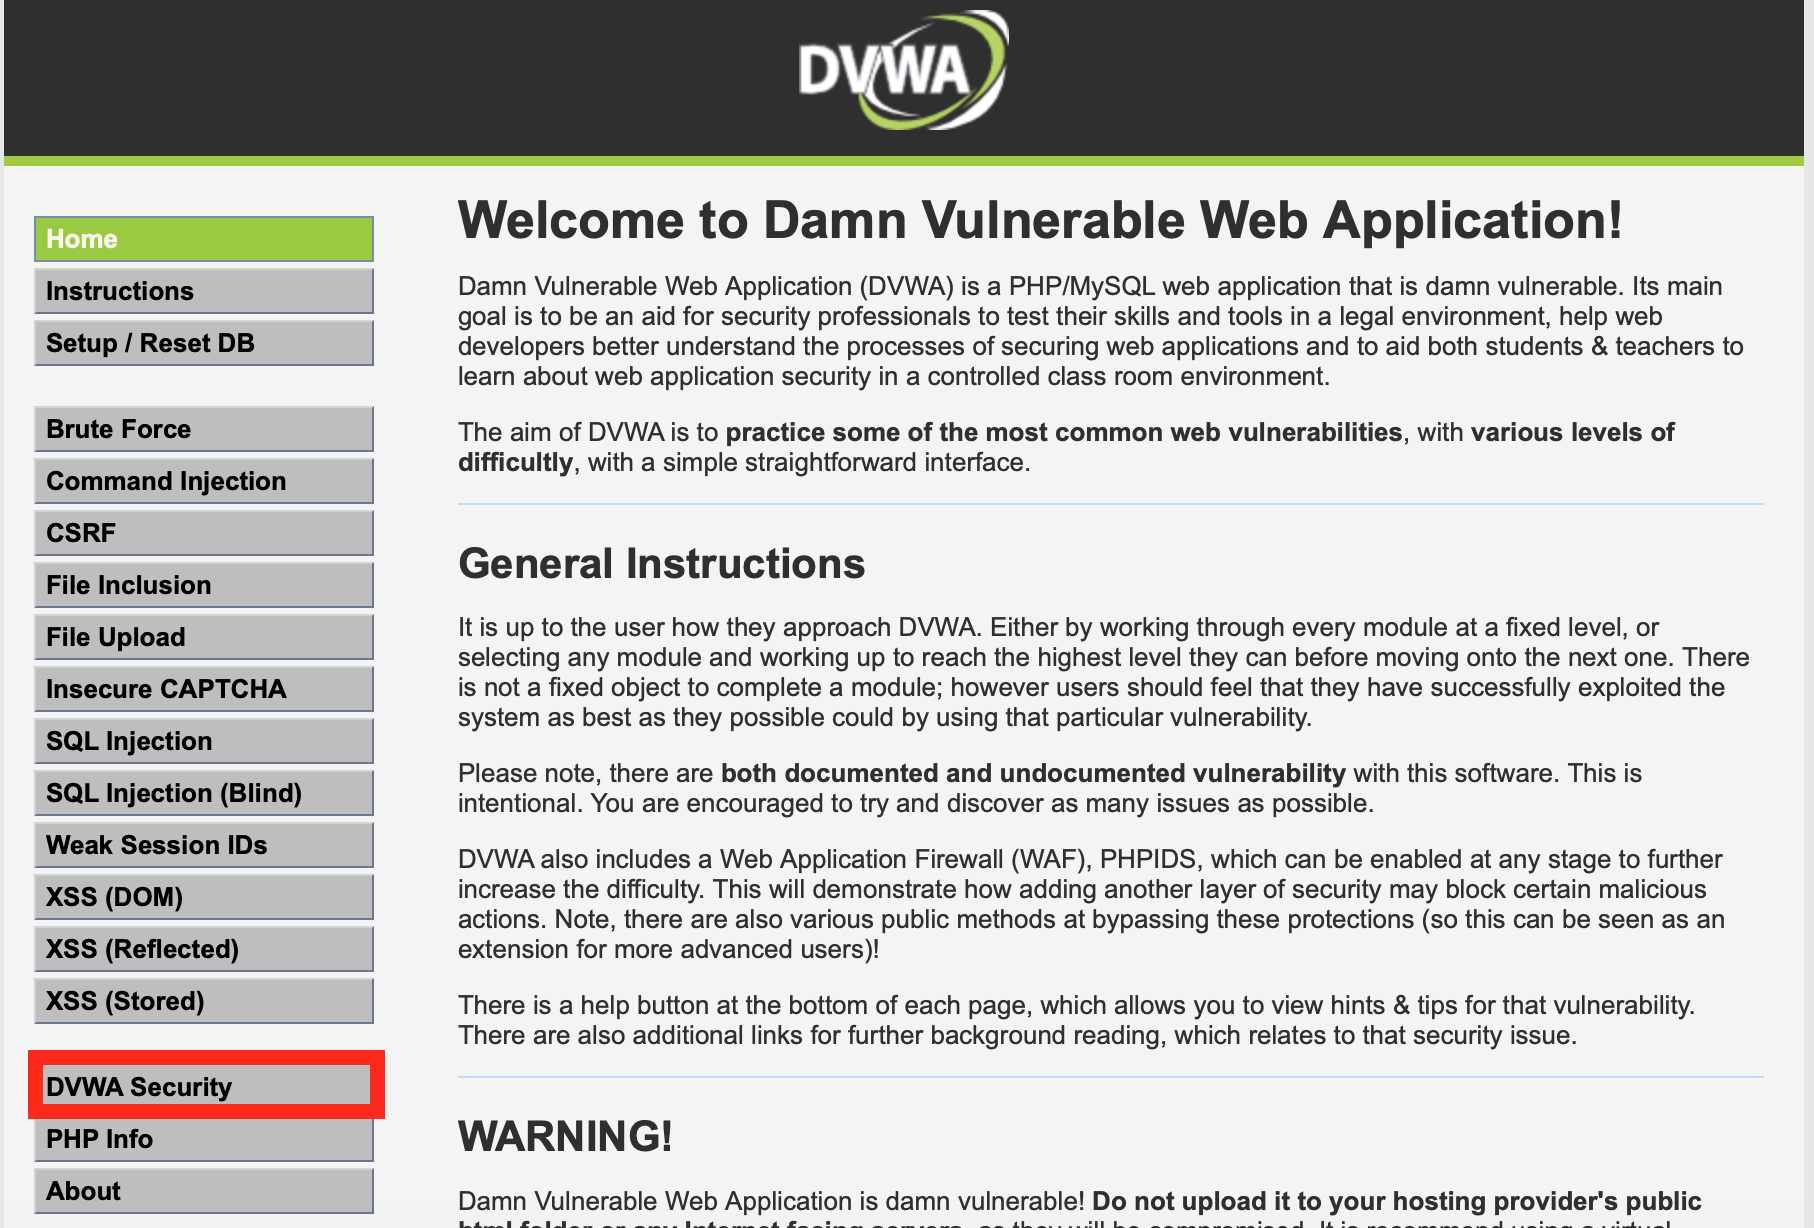 DVWA
Home
Instructions
Setup / Reset DB
Brute Force
Command Injection
CSRF
File Inclusion
File Upload
Insecure CAPTCHA
SQL Injection
SQL Injection (Blind)
Weak Session IDs
XSS (DOM)
XSS (Reflected)
XSS (Stored)
DVWA Security
PHP Info
About
Welcome to Damn Vulnerable Web Application!
Damn Vulnerable Web Application (DVWA) is a PHP/MySQL web application that is damn vulnerable. Its main
goal is to be an aid for security professionals to test their skills and tools in a legal environment, help web
developers better understand the processes of securing web applications and to aid both students & teachers to
learn about web application security in a controlled class room environment.
The aim of DVWA is to practice some of the most common web vulnerabilities, with various levels of
difficultly, with a simple straightforward interface.
General Instructions
It is up to the user how they approach DVWA. Either by working through every module at a fixed level, or
selecting any module and working up to reach the highest level they can before moving onto the next one. There
is not a fixed object to complete a module; however users should feel that they have successfully exploited the
system as best as they possible could by using that particular vulnerability.
Please note, there are both documented and undocumented vulnerability with this software. This is
intentional. You are encouraged to try and discover as many issues as possible.
DVWA also includes a Web Application Firewall (WAF), PHPIDS, which can be enabled at any stage to further
increase the difficulty. This will demonstrate how adding another layer of security may block certain malicious
actions. Note, there are also various public methods at bypassing these protections (so this can be seen as an
extension for more advanced users)!
There is a help button at the bottom of each page, which allows you to view hints & tips for that vulnerability.
There are also additional links for further background reading, which relates to that security issue.
WARNING!
Damn Vulnerable Web Application is damn vulnerable! Do not upload it to your hosting provider's public
html folder or any Internet facing servers, as they will be compromised. It is recommend using a virtual